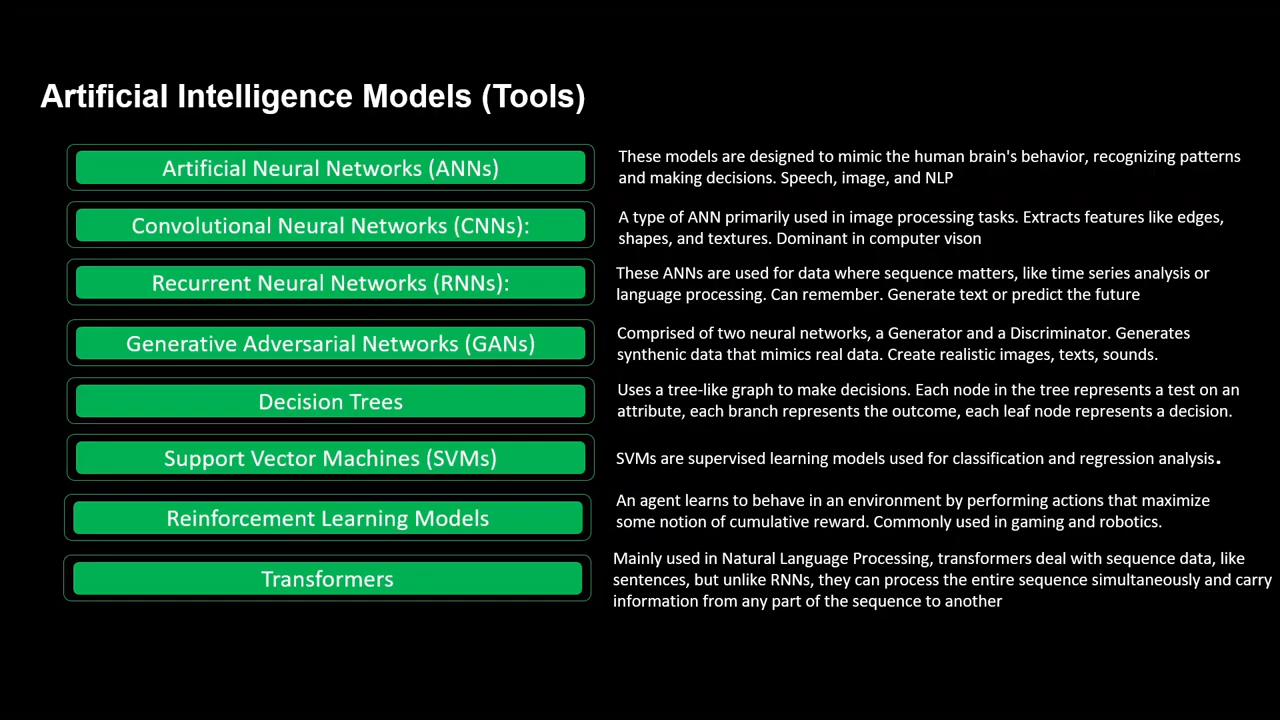 Artificial Intelligence Models (Tools)
Artificial Neural Networks (ANNs)
These models are designed to mimic the human brain's behavior, recognizing patterns
and making decisions. Speech, image, and NLP
Convolutional Neural Networks (CNNs):
A type of ANN primarily used in image processing tasks. Extracts features like edges,
shapes, and textures. Dominant in computer vison
Recurrent Neural Networks (RNNs):
These ANNs are used for data where sequence matters, like time series analysis or
language processing. Can remember. Generate text or predict the future
Generative Adversarial Networks (GANs)
Comprised of two neural networks, a Generator and a Discriminator. Generates
synthenic data that mimics real data. Create realistic images, texts, sounds.
Decision Trees
Uses a tree-like graph to make decisions. Each node in the tree represents a test on an
attribute, each branch represents the outcome, each leaf node represents a decision.
Support Vector Machines (SVMs)
SVMs are supervised learning models used for classification and regression analysis.
Reinforcement Learning Models
An agent learns to behave in an environment by performing actions that maximize
some notion of cumulative reward. Commonly used in gaming and robotics.
Transformers
Mainly used in Natural Language Processing, transformers deal with sequence data, like
sentences, but unlike RNNs, they can process the entire sequence simultaneously and carry
information from any part of the sequence to another